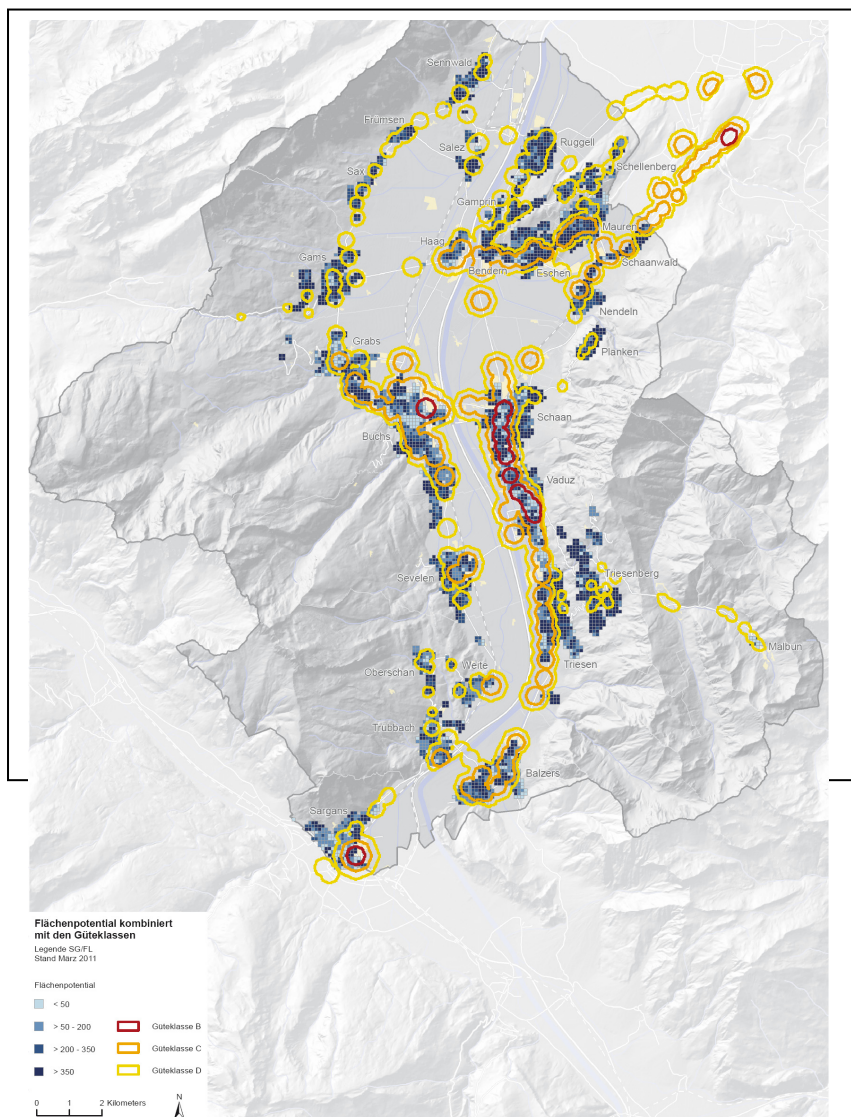 Sennwald
Frümsen
Salez
Ruggell
Sax
Schellenberg
Gamprin
Mauren
Haag
Gams
Bendern
Eschen
Schaanwald
Nendeln
Grabs
Planken
Buchs
Schaan
Vaduz
Sevelen
Triesenberg
Malbun
Oberschan
Weite
Triesen
Trübbach
Balzers
Sargans
Flächenpotential kombiniert
mit den Güteklassen
Legende SG/FL
Stand März 2011
Flächenpotential
< 50
> 50 - 200 Güteklasse B
> 200 - 350 Güteklasse C
> 350 Güteklasse D
0 1 2 Kilometers N